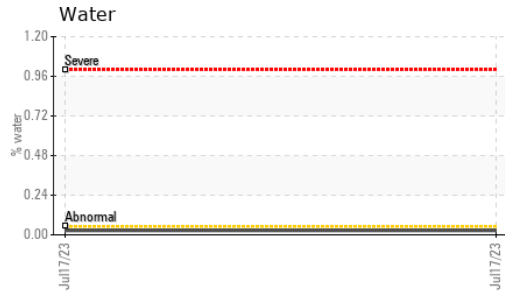 Water
1.20
Severe
0.96
0.72
% water
0.48
0.24
Abnormal
0.00
Jul17/23
Jul17/23